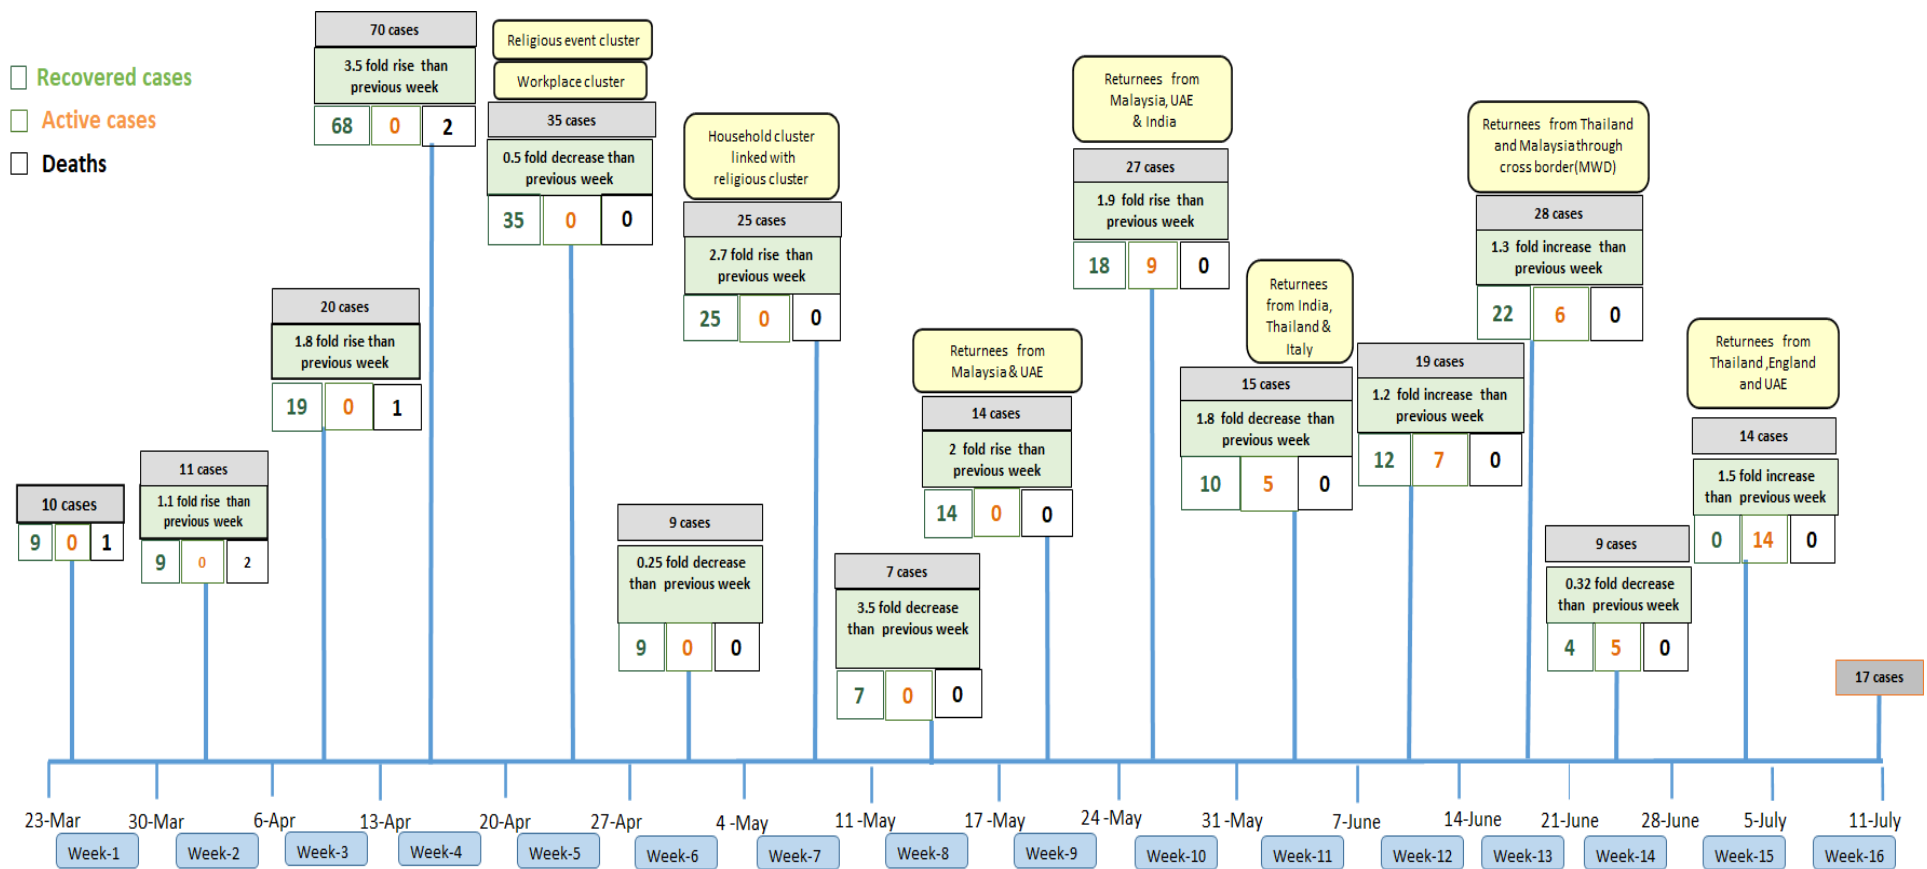 Recovered cases
Active cases
Deaths
10 cases
9 0 1
11 cases
1.1 fold rise than
previous week
9 0 2
20 cases
1.8 fold rise than
previous week
19 0 1
70 cases
3.5 fold rise than
previous week
68 0 2
Religious event cluster
Workplace cluster
35 cases
0.5 fold decrease than
previous week
35 0 0
9 cases
0.25 fold decrease
than previous week
9 0 0
Household cluster
linked with
religious cluster
25 cases
2.7 fold rise than
previous week
25 0 0
7 cases
3.5 fold decrease
than previous week
7 0 0
Returnees from
Malaysia & UAE
14 cases
2 fold rise than
previous week
14 0 0
Returnees from
Malaysia, UAE
& India
27 cases
1.9 fold rise than
previous week
18 9 0
Returnees
from India,
Thailand &
Italy
15 cases
1.8 fold decrease than
previous week
10 5 0
19 cases
1.2 fold increase than
previous week
12 7 0
Returnees from Thailand
and Malaysia through
cross border(MWD)
28 cases
1.3 fold increase than
previous week
22 6 0
9 cases
0.32 fold decrease
than previous week
4 5 0
Returnees from
Thailand ,England
and UAE
14 cases
1.5 fold increase
than previous week
0 14 0
17 cases
23-Mar 30-Mar 6-Apr 13-Apr 20-Apr 27-Apr 4 -May 11 -May 17 -May 24 -May 31-May 7-June 14-June 21-June 28-June 5-July 11-July
Week-1 Week-2 Week-3 Week-4 Week-5 Week-6 Week-7 Week-8 Week-9 Week-10 Week-11 Week-12 Week-13 Week-14 Week-15 Week-16